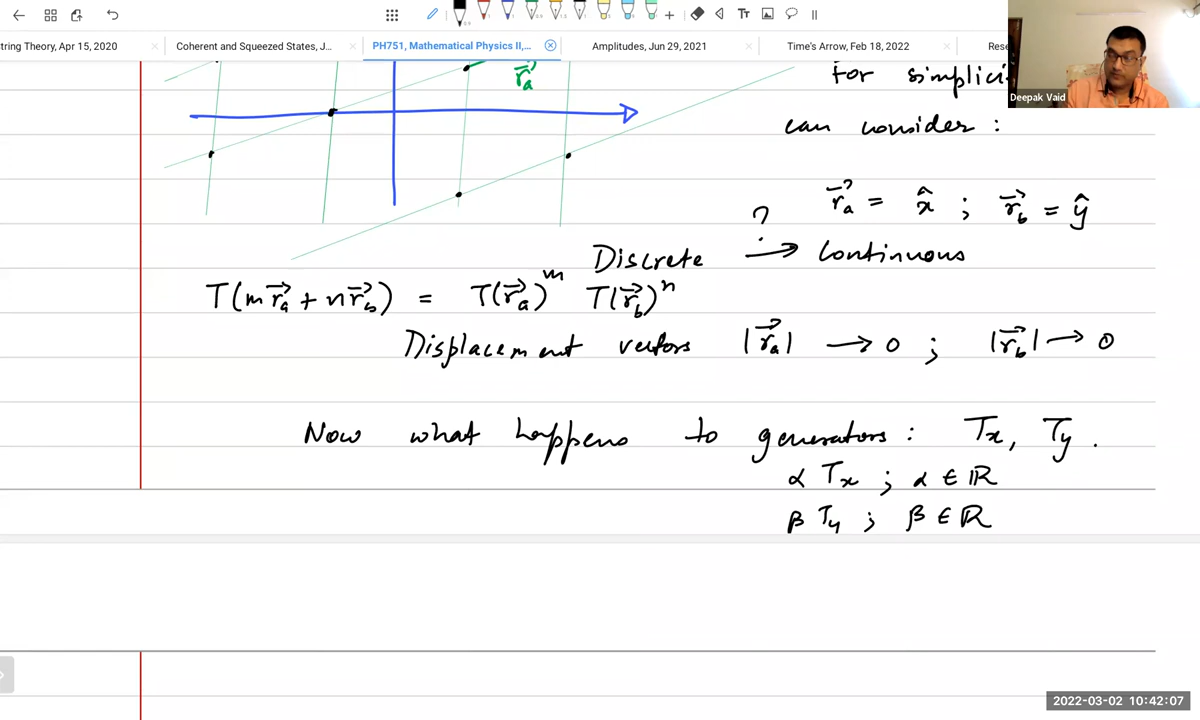 tring Theory, Apr 15, 2020
Coherent and Squeezed States, J...
PH751, Mathematical Physics II,...
Amplitudes, Jun 29, 2021
Time's Arrow, Feb 18, 2022
Rese
Deepak Vaid
r⃗a
For simplici
can consider :
r⃗a = x̂ ; r⃗b = ŷ
?
Discrete → Continuous
T(m r⃗a + n r⃗b) = T(r⃗a)^m T(r⃗b)^n
Displacement vectors |r⃗a| → 0 ; |r⃗b| → 0
Now what happens to generators : Tx, Ty .
α Tx ; α ∈ ℝ
β Ty ; β ∈ ℝ
2022-03-02 10:42:07